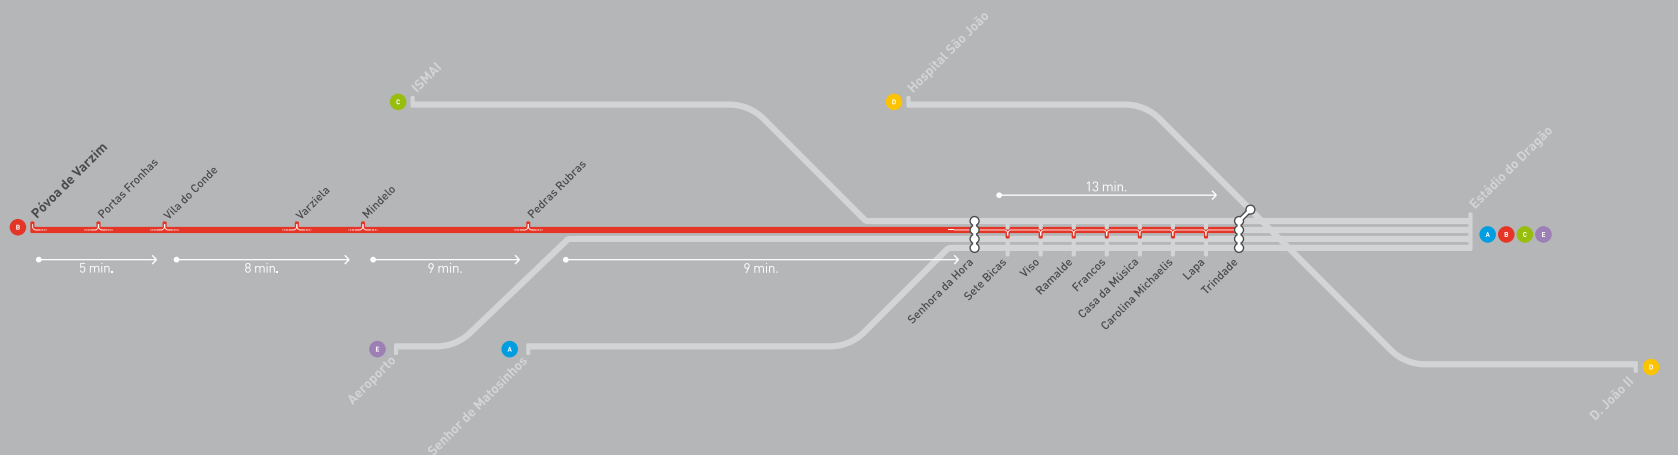 C
ISMAI
D
Hospital São João
B
Póvoa de Varzim
Portas Fronhas
Vila do Conde
Varziela
Mindelo
Pedras Rubras
13 min.
Estádio do Dragão
A
B
C
E
5 min.
8 min.
9 min.
9 min.
Senhora da Hora
Sete Bicas
Viso
Ramalde
Francos
Casa da Música
Carolina Michaelis
Lapa
Trindade
E
Aeroporto
A
Senhor de Matosinhos
D
D. João II